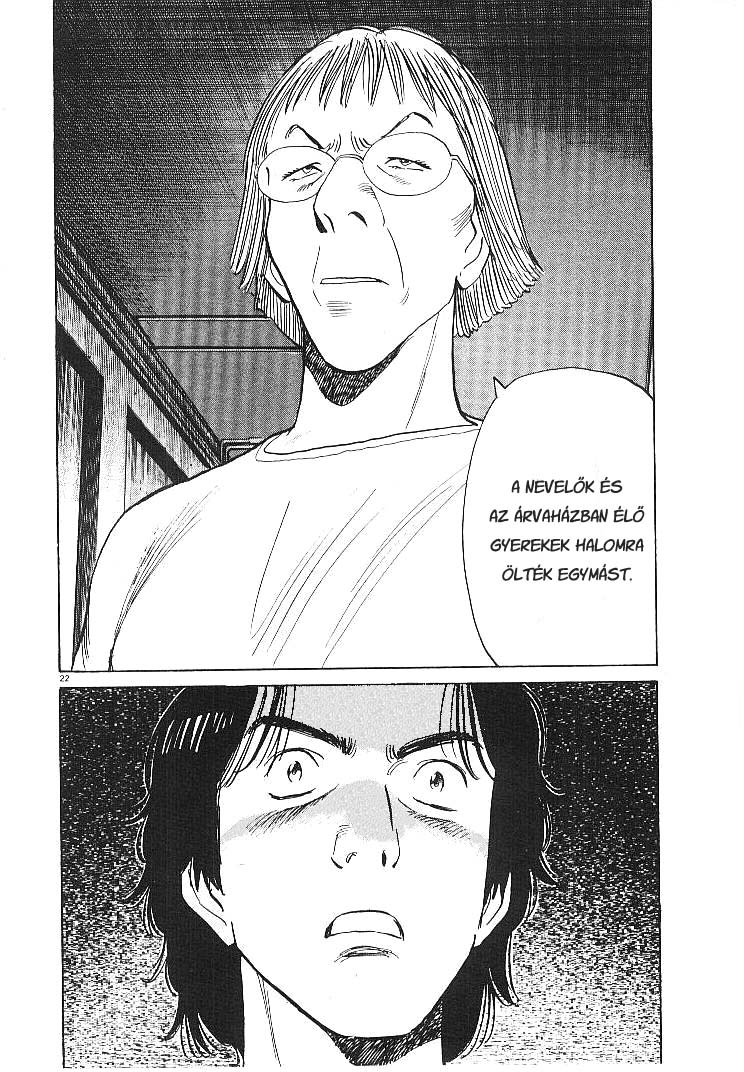 A NEVELŐK ÉS
AZ ÁRVAHÁZBAN ÉLŐ
GYEREKEK HALOMRA
ÖLTÉK EGYMÁST.
22